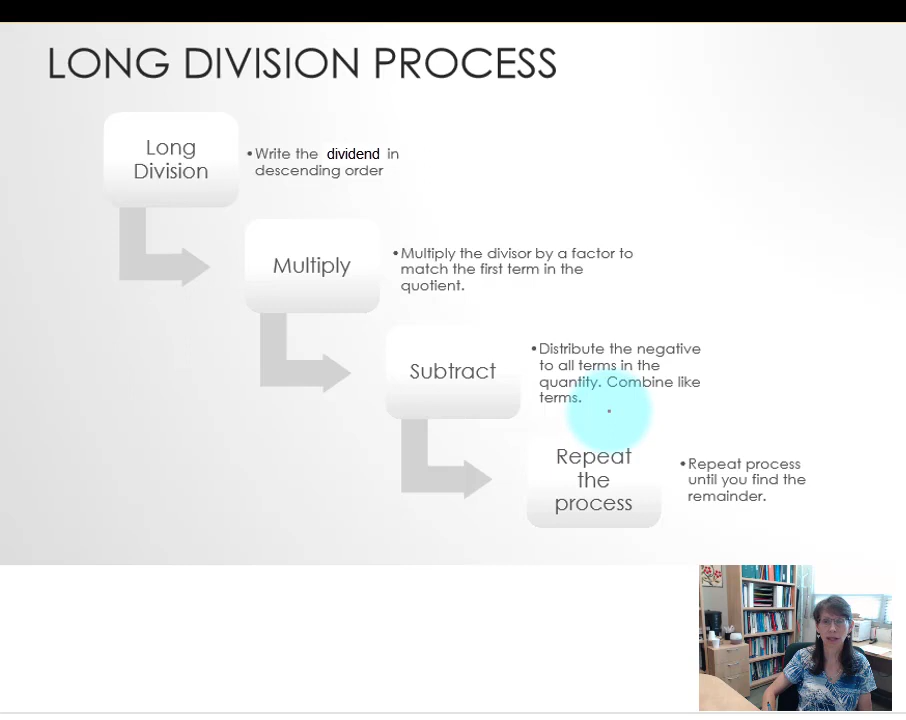 LONG DIVISION PROCESS
Long
Division
•Write the dividend in
descending order
Multiply
•Multiply the divisor by a factor to
match the first term in the
quotient.
Subtract
•Distribute the negative
to all terms in the
quantity. Combine like
terms.
Repeat
the
process
•Repeat process
until you find the
remainder.